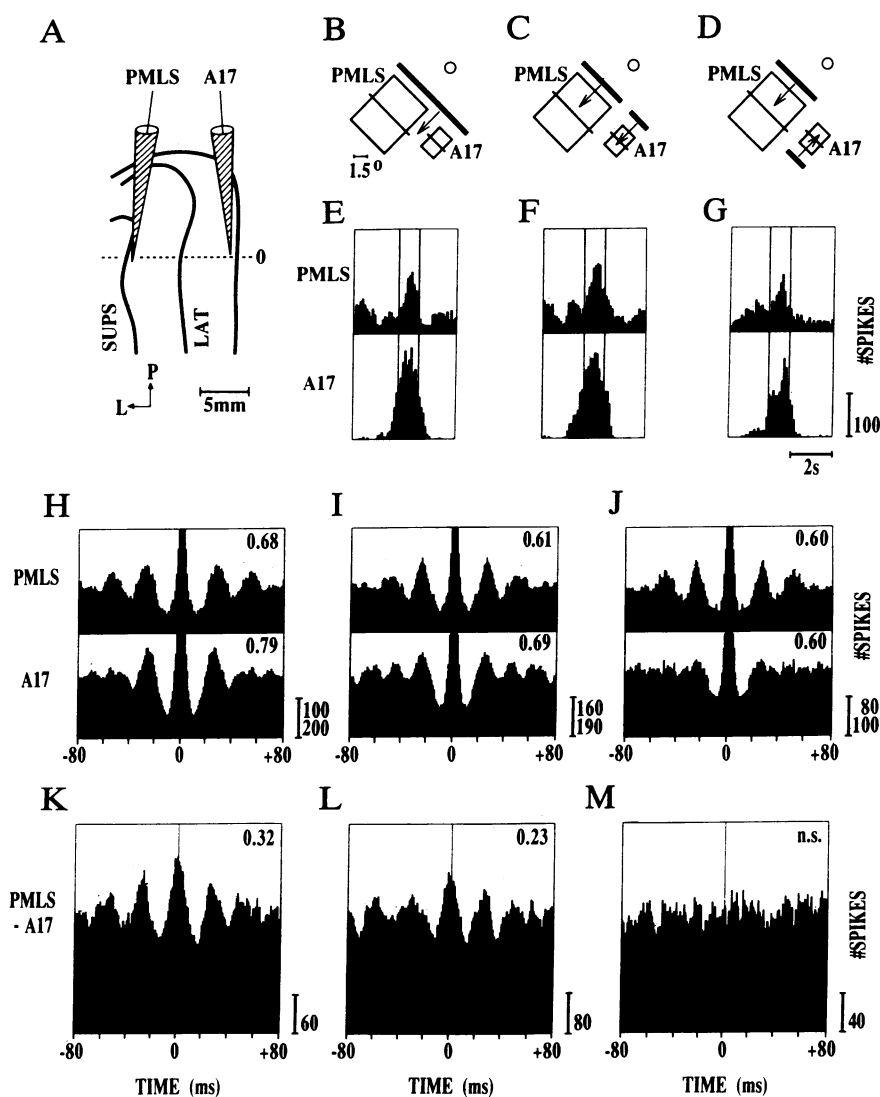 A
B
C
D
PMLS A17
PMLS
A17
1.5°
PMLS
A17
PMLS
A17
0
SUPS
LAT
P
L
5mm
E
F
G
PMLS
A17
#SPIKES
100
2s
H
I
J
PMLS
A17
0.68
0.79
0.61
0.69
0.60
0.60
#SPIKES
100
200
160
190
80
100
-80 0 +80
-80 0 +80
-80 0 +80
K
L
M
PMLS
- A17
0.32
0.23
n.s.
#SPIKES
60
80
40
-80 0 +80
-80 0 +80
-80 0 +80
TIME (ms)
TIME (ms)
TIME (ms)